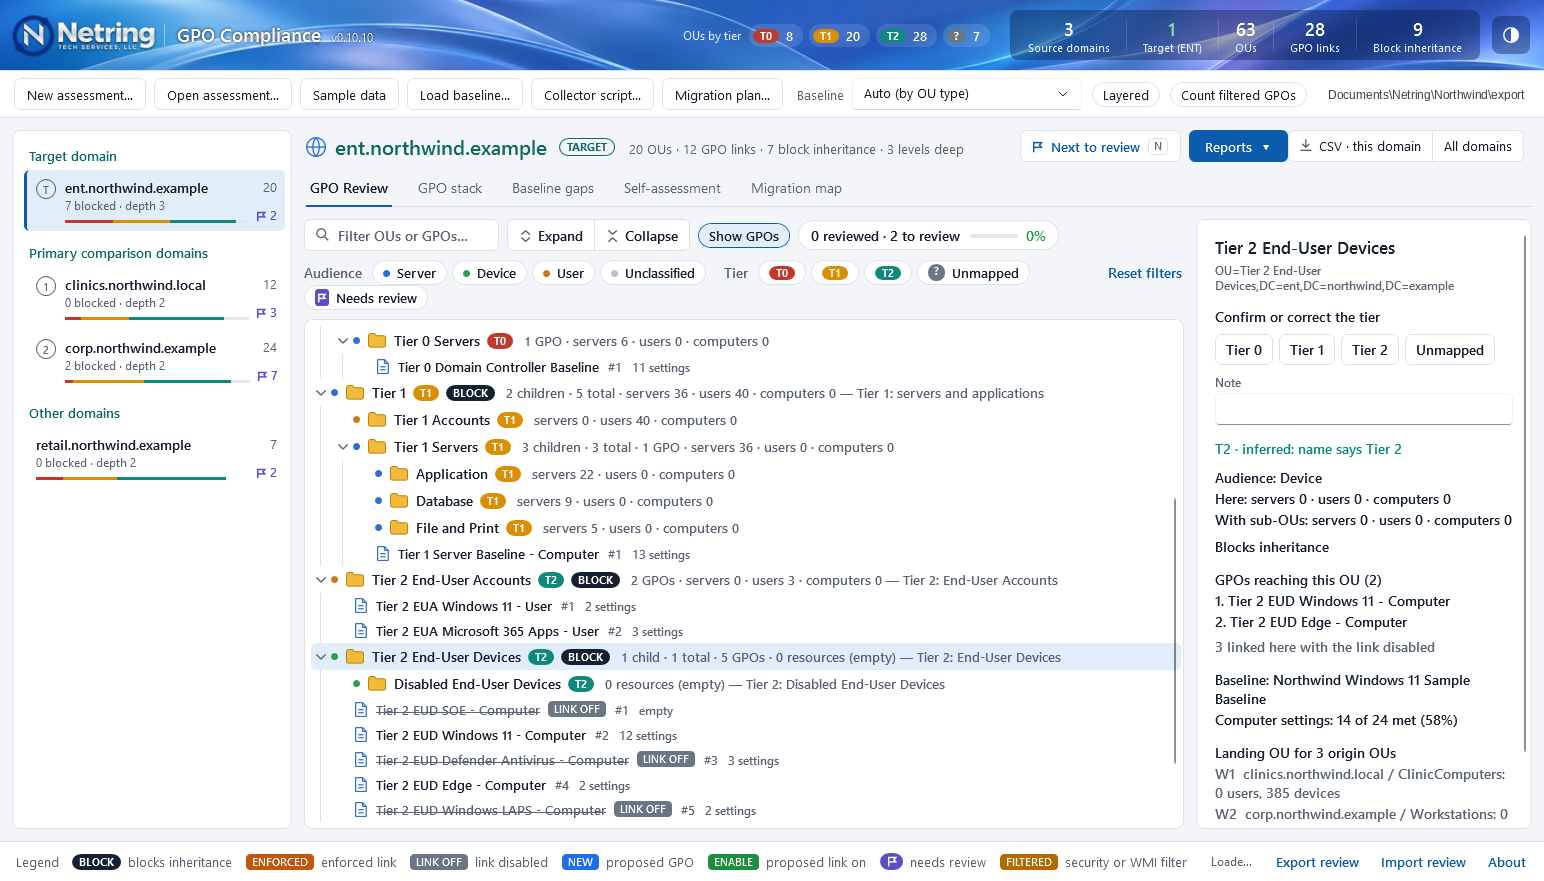 Netring
TECH SERVICES, LLC.
GPO Compliance v0.10.10
OUs by tier T0 8 T1 20 T2 28 ? 7
3 Source domains
1 Target (ENT)
63 OUs
28 GPO links
9 Block inheritance
New assessment... Open assessment... Sample data Load baseline... Collector script... Migration plan... Baseline Auto (by OU type) Layered Count filtered GPOs Documents\Netring\Northwind\export
Target domain
T ent.northwind.example 20
7 blocked · depth 3
2
Primary comparison domains
1 clinics.northwind.local 12
0 blocked · depth 2
3
2 corp.northwind.example 24
2 blocked · depth 2
7
Other domains
retail.northwind.example 7
0 blocked · depth 2
2
ent.northwind.example TARGET 20 OUs · 12 GPO links · 7 block inheritance · 3 levels deep
Next to review N Reports ▼ CSV · this domain All domains
GPO Review GPO stack Baseline gaps Self-assessment Migration map
Filter OUs or GPOs... Expand Collapse Show GPOs 0 reviewed · 2 to review 0%
Audience Server Device User Unclassified Tier T0 T1 T2 ? Unmapped Reset filters
Needs review
Tier 0 Servers T0 1 GPO · servers 6 · users 0 · computers 0
Tier 0 Domain Controller Baseline #1 11 settings
Tier 1 T1 BLOCK 2 children · 5 total · servers 36 · users 40 · computers 0 — Tier 1: servers and applications
Tier 1 Accounts T1 servers 0 · users 40 · computers 0
Tier 1 Servers T1 3 children · 3 total · 1 GPO · servers 36 · users 0 · computers 0
Application T1 servers 22 · users 0 · computers 0
Database T1 servers 9 · users 0 · computers 0
File and Print T1 servers 5 · users 0 · computers 0
Tier 1 Server Baseline - Computer #1 13 settings
Tier 2 End-User Accounts T2 BLOCK 2 GPOs · servers 0 · users 3 · computers 0 — Tier 2: End-User Accounts
Tier 2 EUA Windows 11 - User #1 2 settings
Tier 2 EUA Microsoft 365 Apps - User #2 3 settings
Tier 2 End-User Devices T2 BLOCK 1 child · 1 total · 5 GPOs · 0 resources (empty) — Tier 2: End-User Devices
Disabled End-User Devices T2 0 resources (empty) — Tier 2: Disabled End-User Devices
Tier 2 EUD SOE - Computer LINK OFF #1 empty
Tier 2 EUD Windows 11 - Computer #2 12 settings
Tier 2 EUD Defender Antivirus - Computer LINK OFF #3 3 settings
Tier 2 EUD Edge - Computer #4 2 settings
Tier 2 EUD Windows LAPS - Computer LINK OFF #5 2 settings
Tier 2 End-User Devices
OU=Tier 2 End-User
Devices,DC=ent,DC=northwind,DC=example
Confirm or correct the tier
Tier 0 Tier 1 Tier 2 Unmapped
Note
T2 · inferred: name says Tier 2
Audience: Device
Here: servers 0 · users 0 · computers 0
With sub-OUs: servers 0 · users 0 · computers 0
Blocks inheritance
GPOs reaching this OU (2)
1. Tier 2 EUD Windows 11 - Computer
2. Tier 2 EUD Edge - Computer
3 linked here with the link disabled
Baseline: Northwind Windows 11 Sample
Baseline
Computer settings: 14 of 24 met (58%)
Landing OU for 3 origin OUs
W1 clinics.northwind.local / ClinicComputers:
0 users, 385 devices
W2 corp.northwind.example / Workstations: 0
Legend BLOCK blocks inheritance ENFORCED enforced link LINK OFF link disabled NEW proposed GPO ENABLE proposed link on needs review FILTERED security or WMI filter Loade... Export review Import review About